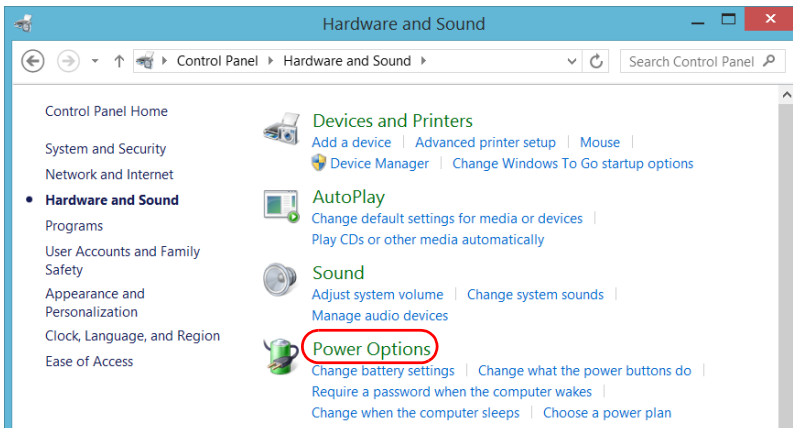 Hardware and Sound
Control Panel Hardware and Sound
Search Control Panel
Control Panel Home
System and Security
Network and Internet
Hardware and Sound
Programs
User Accounts and Family
Safety
Appearance and
Personalization
Clock, Language, and Region
Ease of Access
Devices and Printers
Add a device Advanced printer setup Mouse
Device Manager Change Windows To Go startup options
AutoPlay
Change default settings for media or devices
Play CDs or other media automatically
Sound
Adjust system volume Change system sounds
Manage audio devices
Power Options
Change battery settings Change what the power buttons do
Require a password when the computer wakes
Change when the computer sleeps Choose a power plan